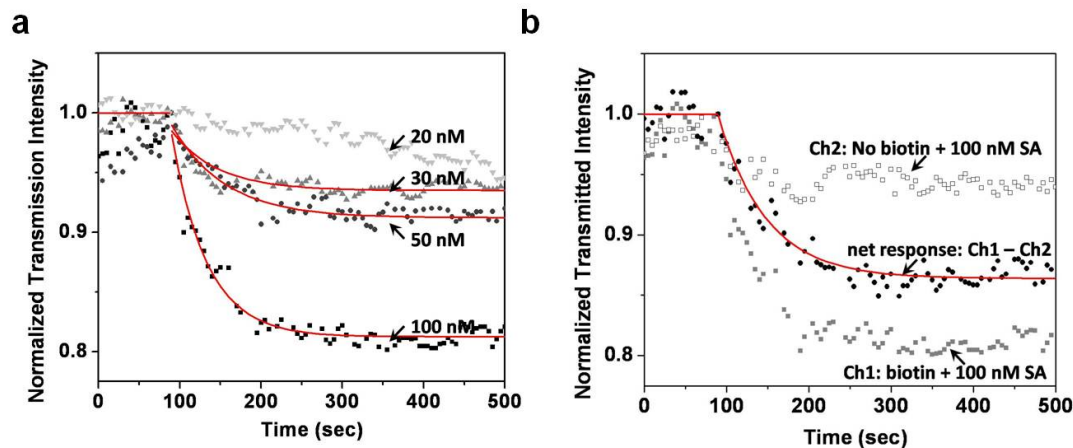 a
Normalized Transmission Intensity
1.0
0.9
0.8
20 nM
30 nM
50 nM
100 nM
0 100 200 300 400 500
Time (sec)
b
Normalized Transmitted Intensity
1.0
0.9
0.8
Ch2: No biotin + 100 nM SA
net response: Ch1 – Ch2
Ch1: biotin + 100 nM SA
0 100 200 300 400 500
Time (sec)